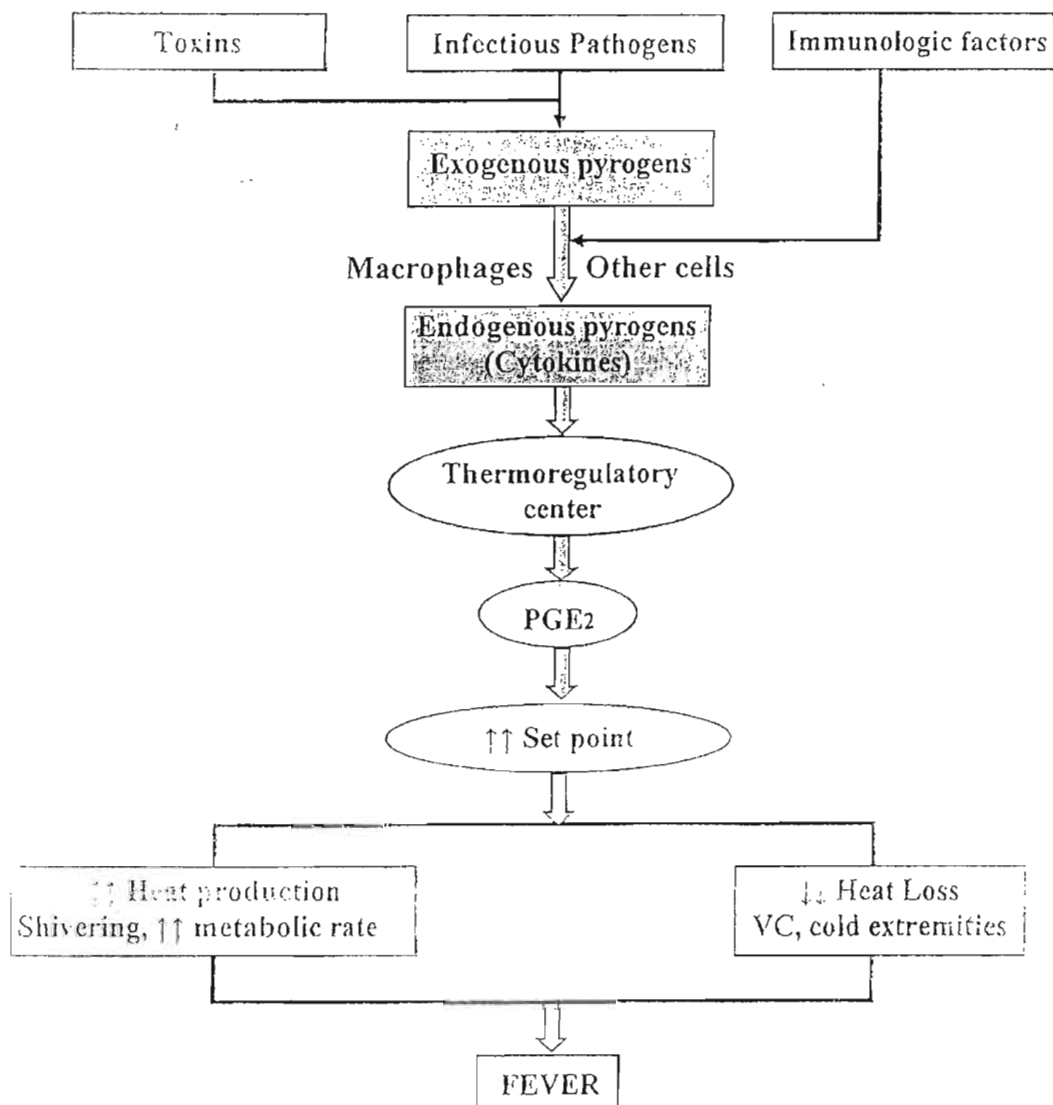 Toxins
Infectious Pathogens
Immunologic factors
Exogenous pyrogens
Macrophages
Other cells
Endogenous pyrogens
(Cytokines)
Thermoregulatory
center
PGE2
↑↑ Set point
↑↑ Heat production
Shivering, ↑↑ metabolic rate
↓↓ Heat Loss
VC, cold extremities
FEVER